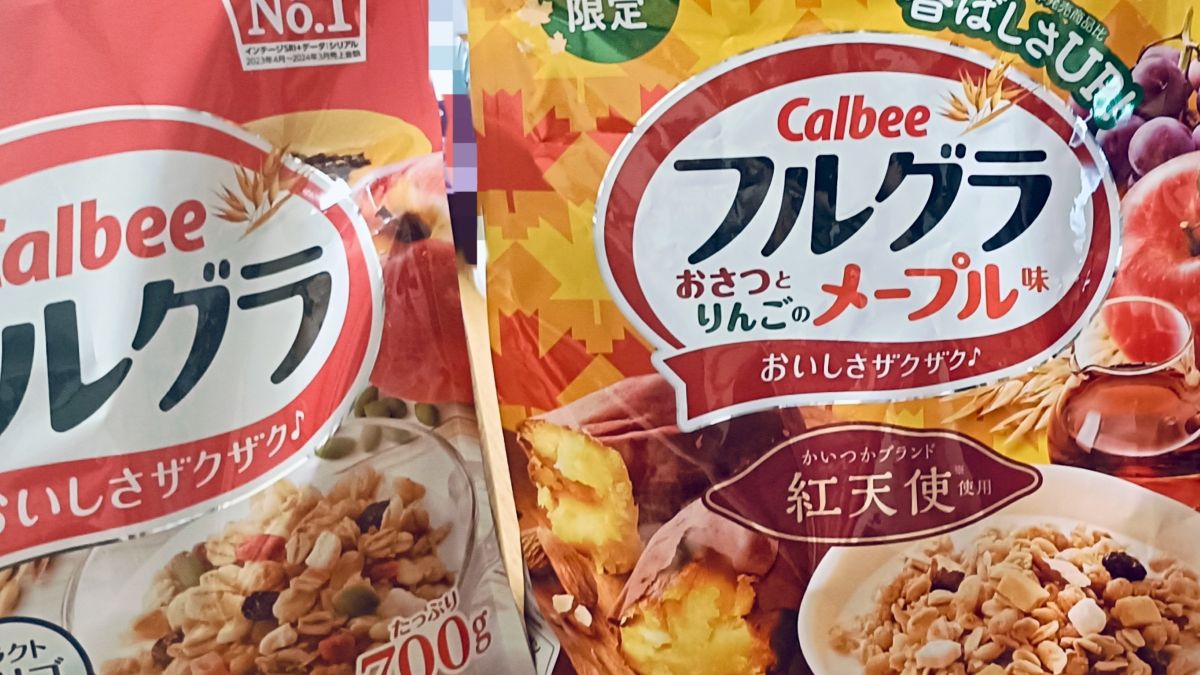 No.1
インテージSRI+データ|シリアル
2023年4月〜2024年3月売上金額
Calbee
フルグラ
おいしさザクザク♪
たっぷり
700g
限定
香ばしさUP!
Calbee
フルグラ
おさつと
りんごの
メープル味
おいしさザクザク♪
かいつかブランド
紅天使
※使用